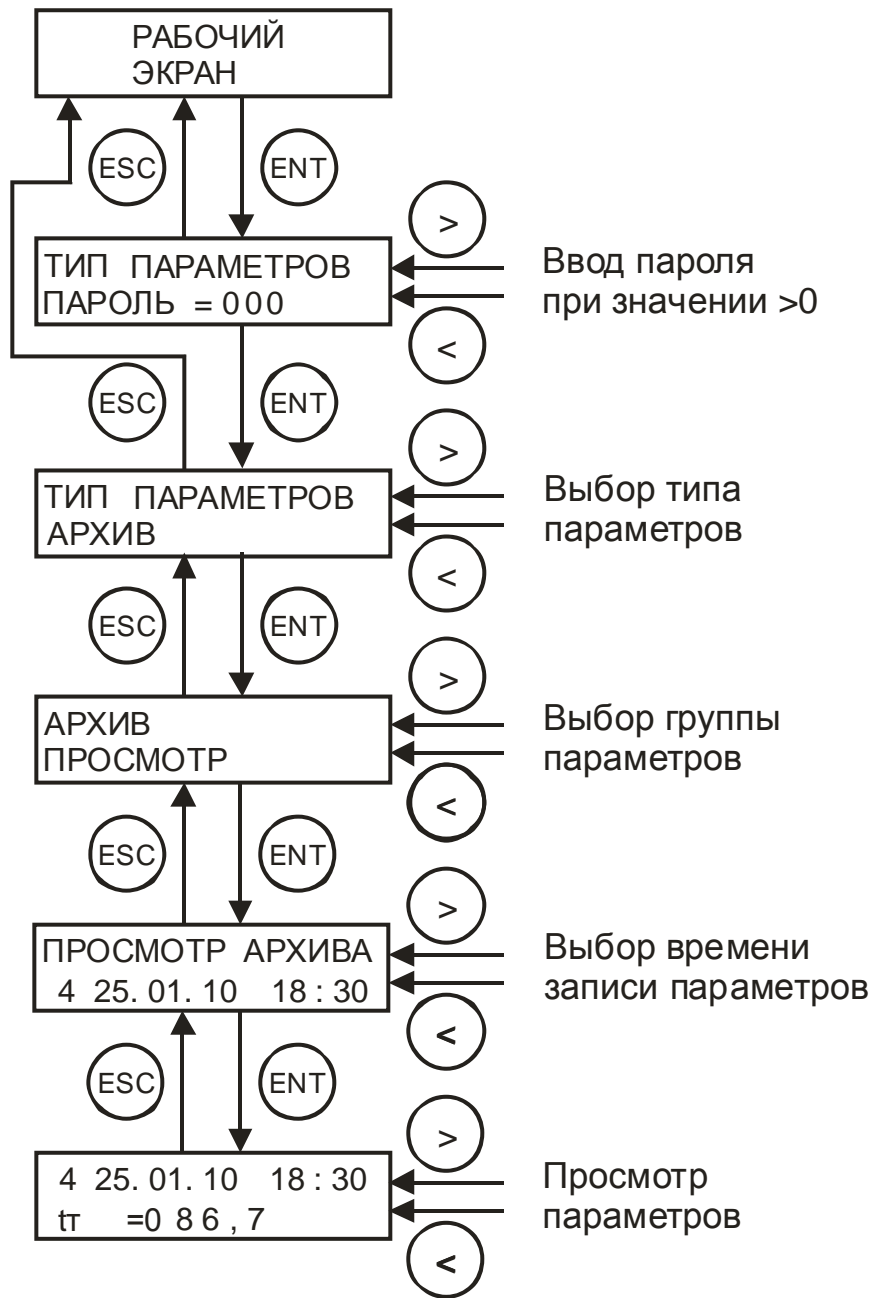 РАБОЧИЙ
ЭКРАН
ESC
ENT
>
ТИП ПАРАМЕТРОВ
ПАРОЛЬ = 000
Ввод пароля
при значении >0
<
ESC
ENT
>
ТИП ПАРАМЕТРОВ
АРХИВ
Выбор типа
параметров
<
ESC
ENT
>
АРХИВ
ПРОСМОТР
Выбор группы
параметров
<
ESC
ENT
>
ПРОСМОТР АРХИВА
4 25. 01. 10 18 : 30
Выбор времени
записи параметров
<
ESC
ENT
>
4 25. 01. 10 18 : 30
tт =0 8 6 , 7
Просмотр
параметров
<